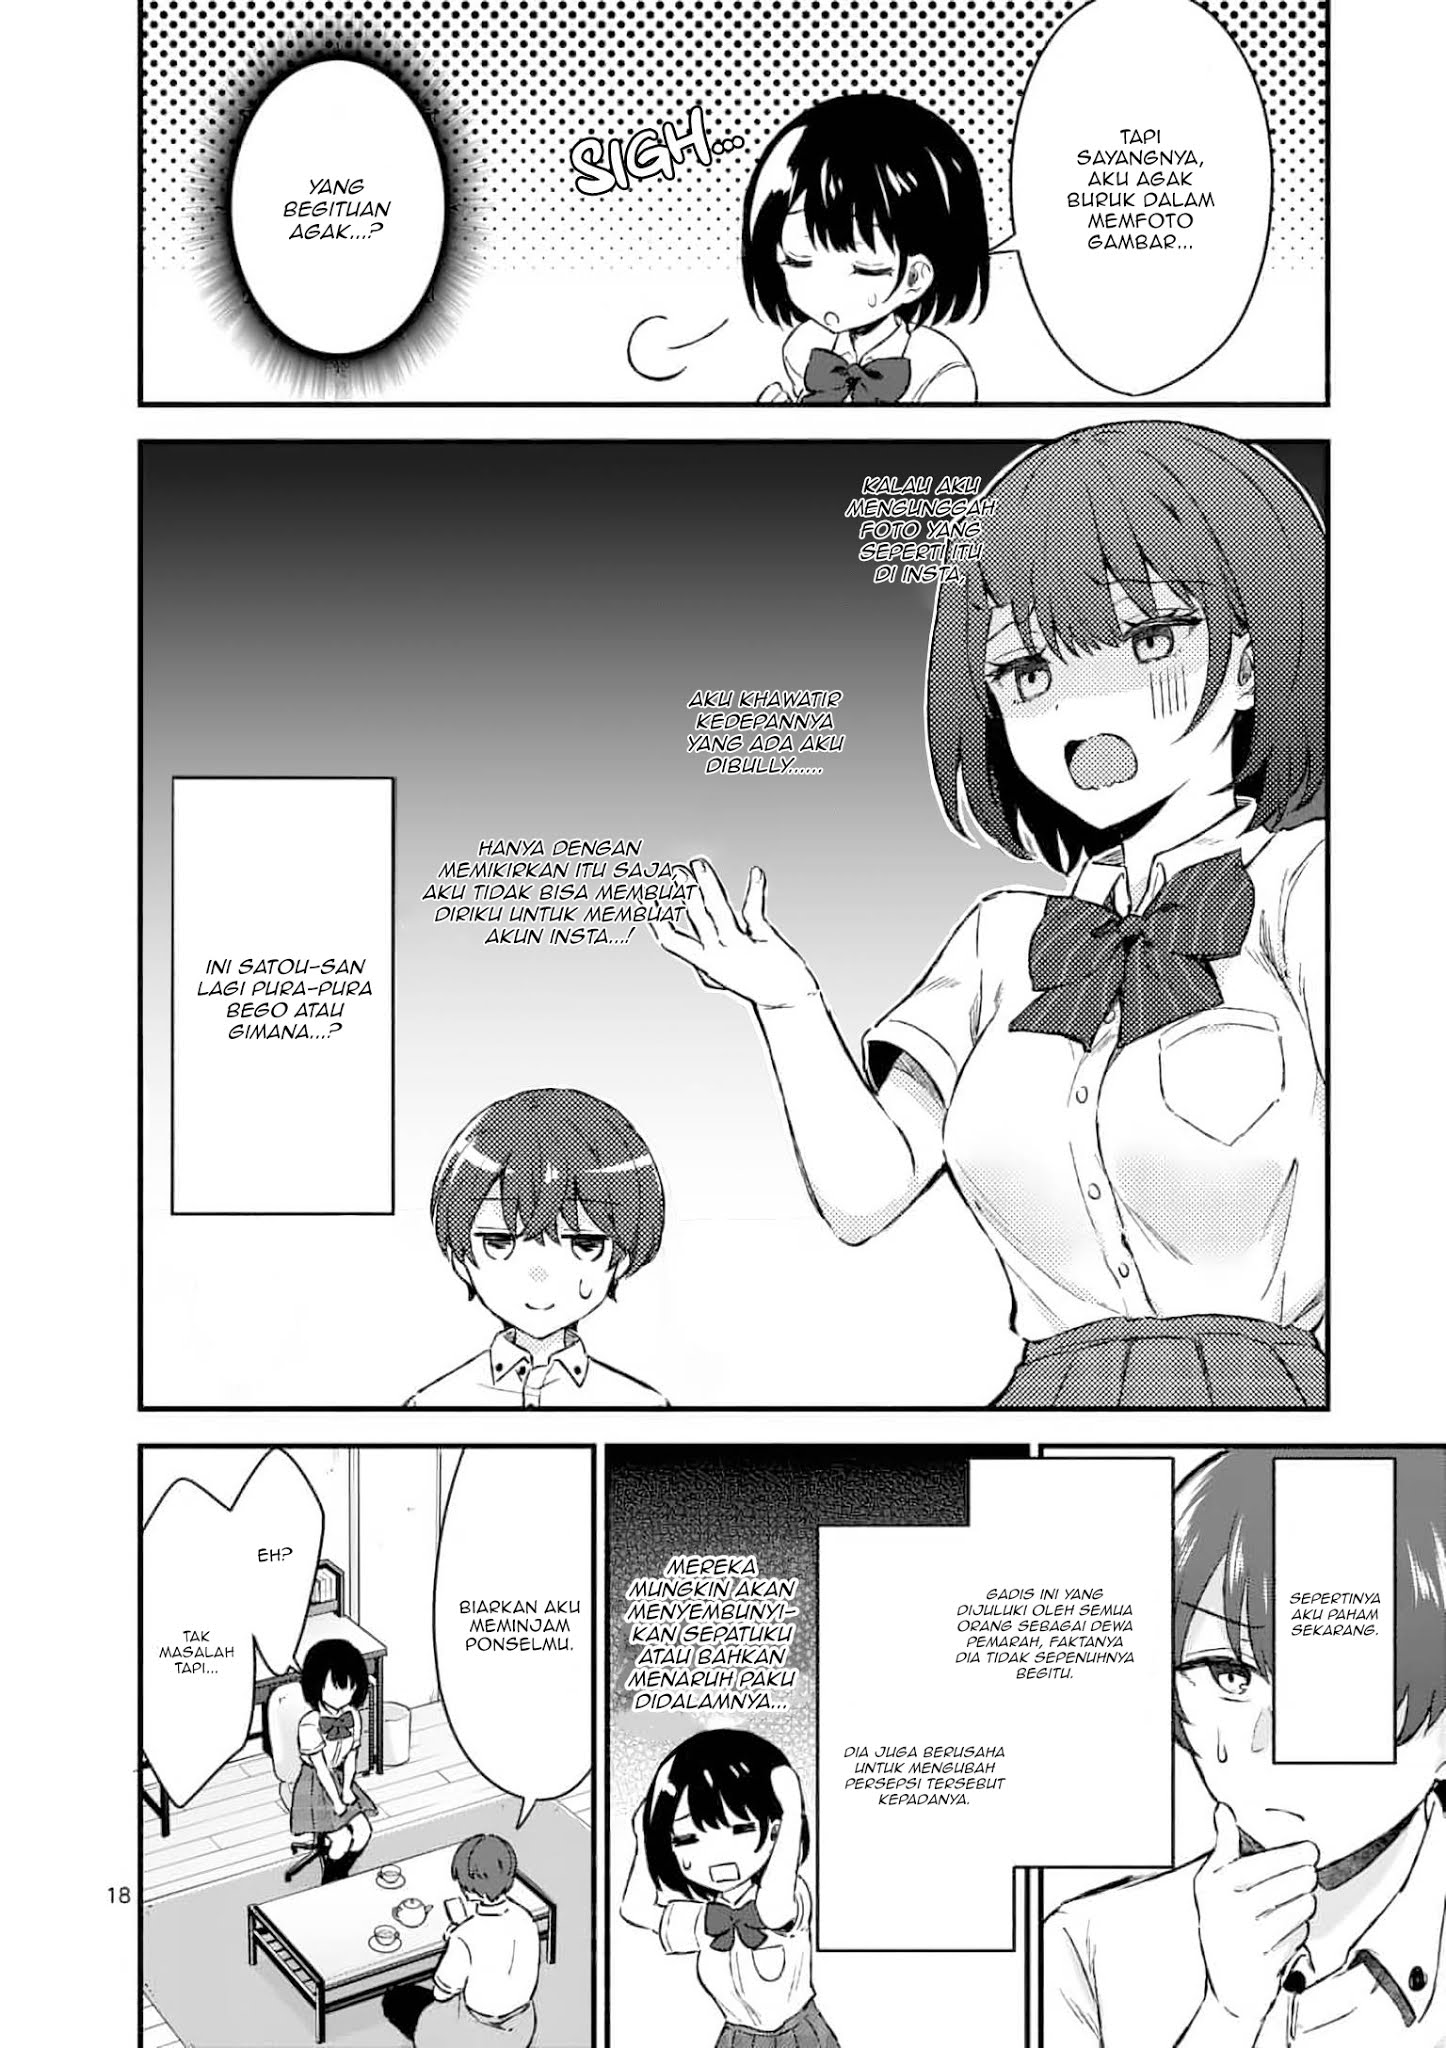 TAPI
SAYANGNYA,
AKU AGAK
BURUK DALAM
MEMFOTO
GAMBAR...
SIGH...
YANG
BEGITUAN
AGAK...?
KALAU AKU
MENGUNGGAH
FOTO YANG
SEPERTI ITU
DI INSTA,
AKU KHAWATIR
KEDEPANNYA
YANG ADA AKU
DIBULLY......
HANYA DENGAN
MEMIKIRKAN ITU SAJA,
AKU TIDAK BISA MEMBUAT
DIRIKU UNTUK MEMBUAT
AKUN INSTA...!
INI SATOU-SAN
LAGI PURA-PURA
BEGO ATAU
GIMANA...?
SEPERTINYA
AKU PAHAM
SEKARANG.
GADIS INI YANG
DIJULUKI OLEH SEMUA
ORANG SEBAGAI DEWA
PEMARAH, FAKTANYA
DIA TIDAK SEPENUHNYA
BEGITU.
DIA JUGA BERUSAHA
UNTUK MENGUBAH
PERSEPSI TERSEBUT
KEPADANYA.
MEREKA
MUNGKIN AKAN
MENYEMBUNYI-
KAN SEPATUKU
ATAU BAHKAN
MENARUH PAKU
DIDALAMNYA...
BIARKAN AKU
MEMINJAM
PONSELMU.
EH?
TAK
MASALAH
TAPI...
18